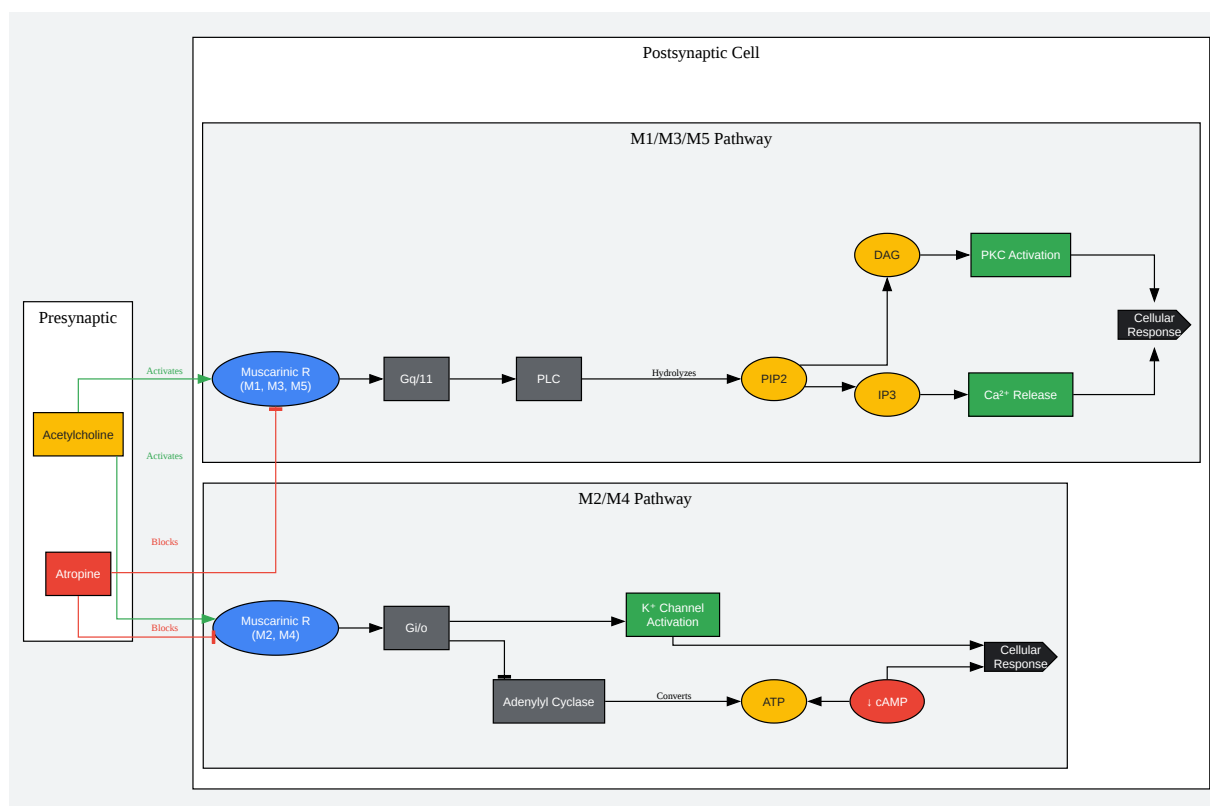 Postsynaptic Cell
M1/M3/M5 Pathway
DAG
PKC Activation
Cellular
Response
Presynaptic
Activates
Muscarinic R
(M1, M3, M5)
Gq/11
PLC
Hydrolyzes
PIP2
IP3
Ca²⁺ Release
Acetylcholine
Activates
M2/M4 Pathway
Blocks
Atropine
Blocks
Muscarinic R
(M2, M4)
Gi/o
K⁺ Channel
Activation
Cellular
Response
Adenylyl Cyclase
Converts
ATP
↓ cAMP